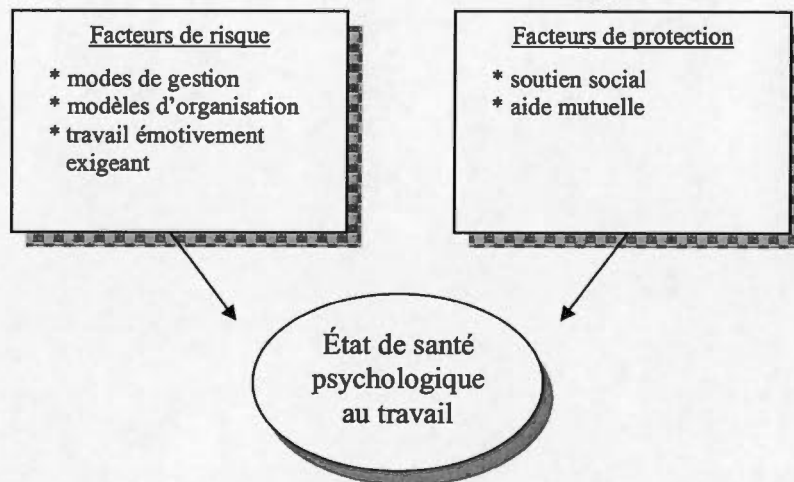 Facteurs de risque
* modes de gestion
* modèles d'organisation
* travail émotivement
exigeant
Facteurs de protection
* soutien social
* aide mutuelle
État de santé
psychologique
au travail